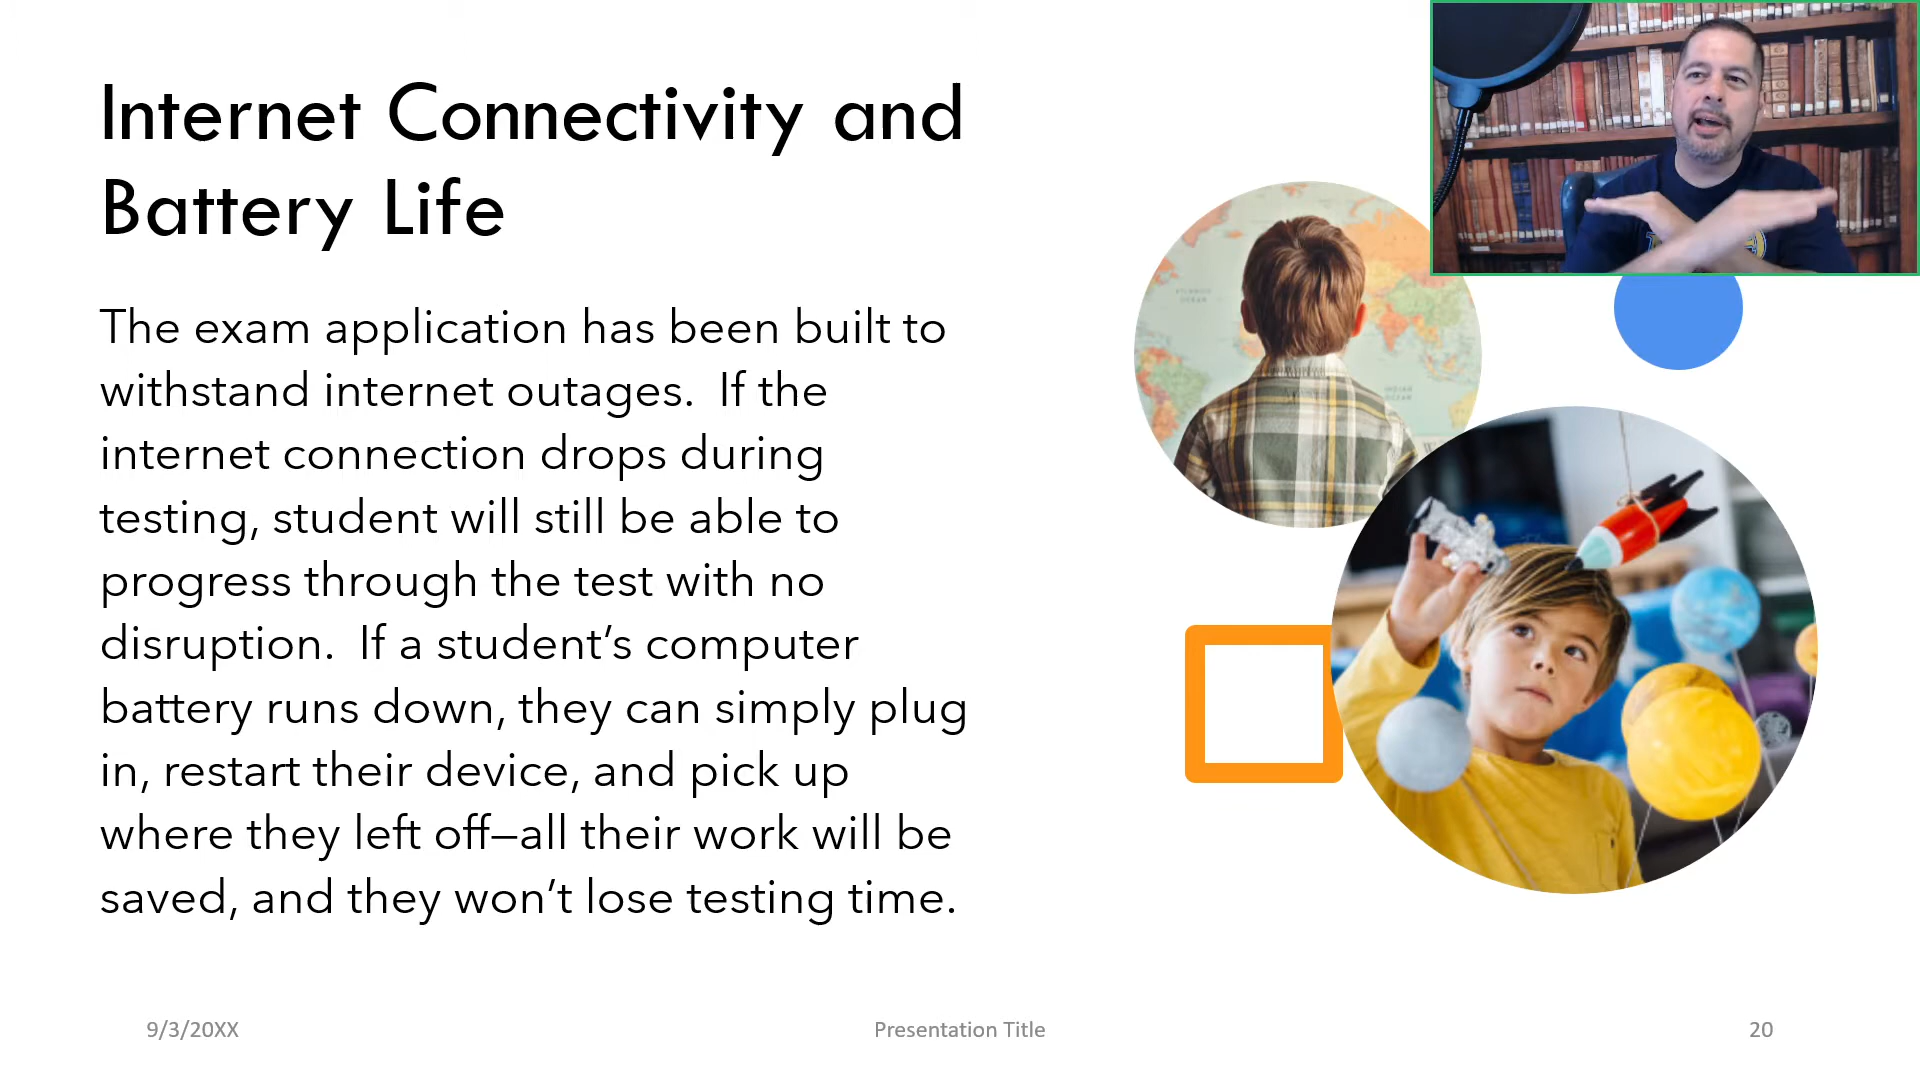 Internet Connectivity and
Battery Life
The exam application has been built to
withstand internet outages.  If the
internet connection drops during
testing, student will still be able to
progress through the test with no
disruption.  If a student’s computer
battery runs down, they can simply plug
in, restart their device, and pick up
where they left off—all their work will be
saved, and they won’t lose testing time.
9/3/20XX
Presentation Title
20